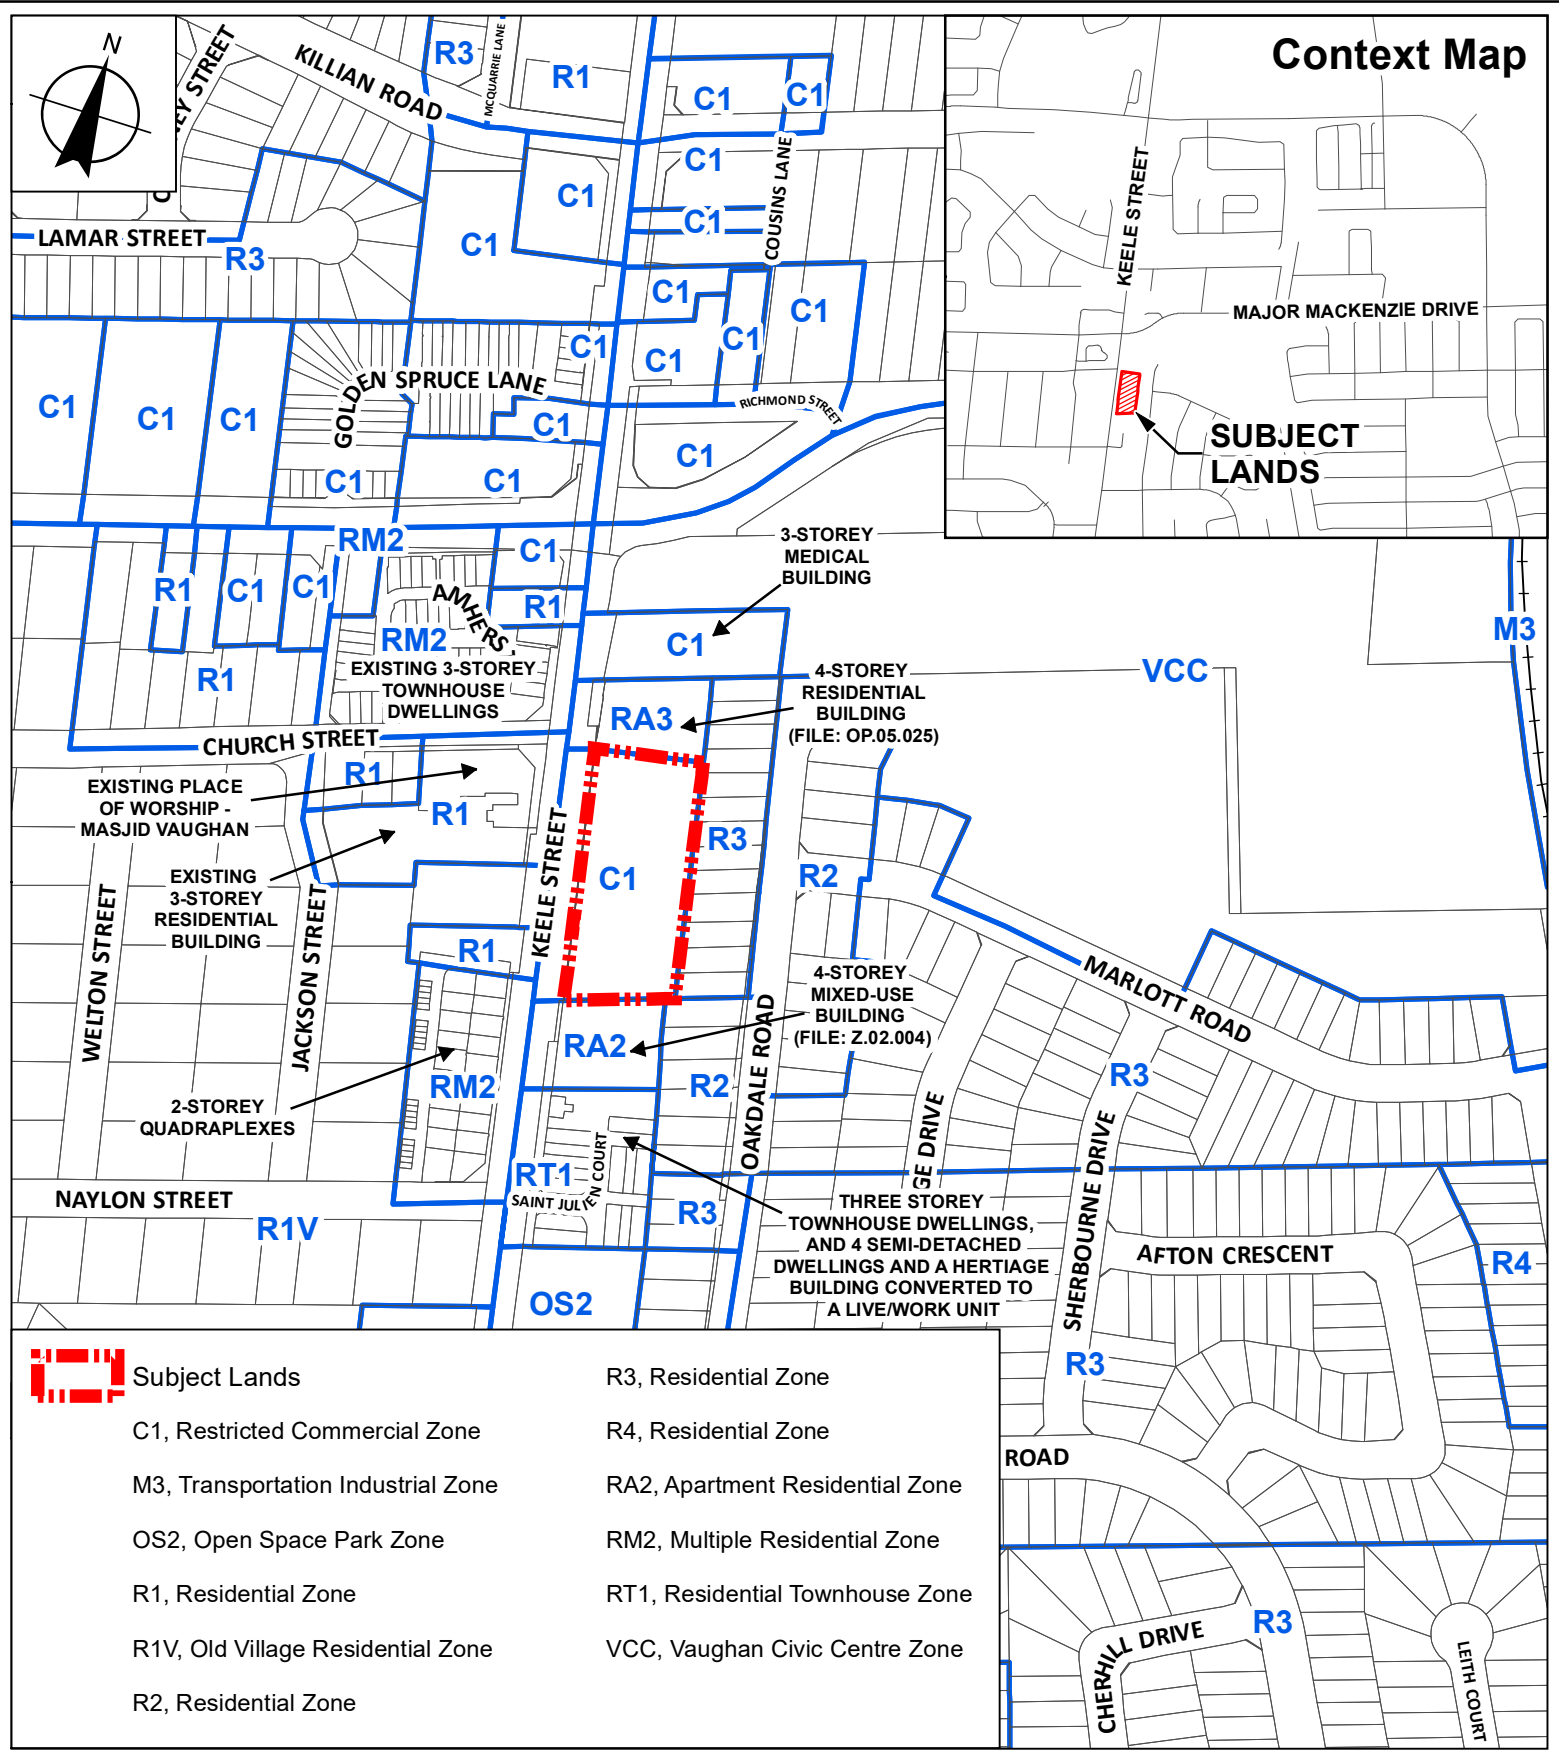 N
Context Map
KEELE STREET
MAJOR MACKENZIE DRIVE
SUBJECT
LANDS
KILLIAN ROAD
R3
MCQUARRIE LANE
R1
C1
C1
C1
C1
C1
COUSINS LANE
C1
LAMAR STREET
R3
C1
C1
C1
C1
C1
C1
GOLDEN SPRUCE LANE
C1
C1
C1
C1
RICHMOND STREET
C1
C1
C1
RM2
C1
3-STOREY
MEDICAL
BUILDING
R1
C1
C1
R1
AMHERS
RM2
C1
M3
EXISTING 3-STOREY
TOWNHOUSE
DWELLINGS
R1
VCC
4-STOREY
RESIDENTIAL
BUILDING
(FILE: OP.05.025)
RA3
CHURCH STREET
R1
EXISTING PLACE
OF WORSHIP -
MASJID VAUGHAN
R1
R3
KEELE STREET
C1
R2
EXISTING
3-STOREY
RESIDENTIAL
BUILDING
WELTON STREET
JACKSON STREET
R1
MARLOTT ROAD
4-STOREY
MIXED-USE
BUILDING
(FILE: Z.02.004)
RA2
OAKDALE ROAD
RM2
R2
R3
2-STOREY
QUADRAPLEXES
RT1
SAINT JULIEN COURT
GE DRIVE
SHERBOURNE DRIVE
NAYLON STREET
R1V
R3
THREE STOREY
TOWNHOUSE DWELLINGS,
AND 4 SEMI-DETACHED
DWELLINGS AND A HERTIAGE
BUILDING CONVERTED TO
A LIVE/WORK UNIT
AFTON CRESCENT
R4
OS2
R3
ROAD
R3
CHERHILL DRIVE
LEITH COURT
Subject Lands
C1, Restricted Commercial Zone
M3, Transportation Industrial Zone
OS2, Open Space Park Zone
R1, Residential Zone
R1V, Old Village Residential Zone
R2, Residential Zone
R3, Residential Zone
R4, Residential Zone
RA2, Apartment Residential Zone
RM2, Multiple Residential Zone
RT1, Residential Townhouse Zone
VCC, Vaughan Civic Centre Zone